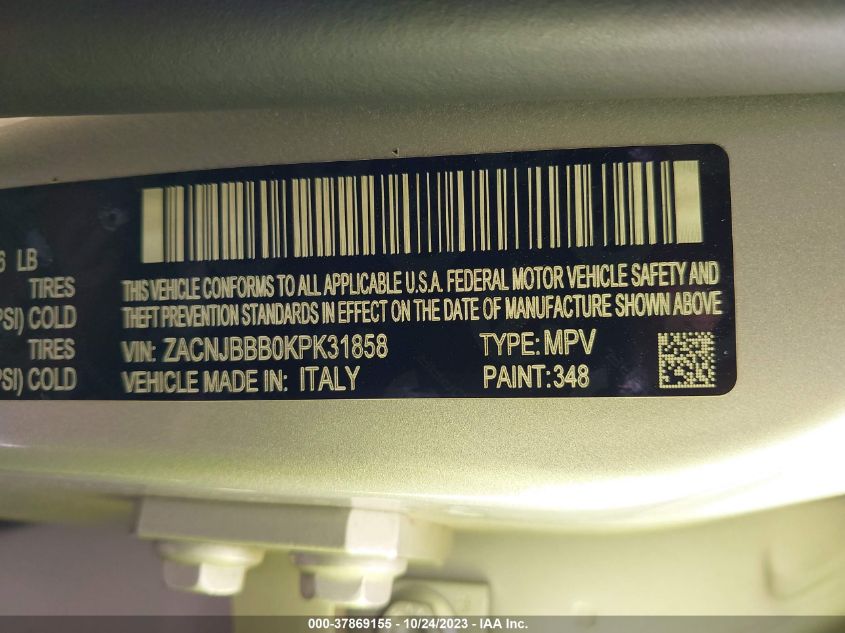 6 LB
TIRES
PSI) COLD
TIRES
PSI) COLD
THIS VEHICLE CONFORMS TO ALL APPLICABLE U.S.A. FEDERAL MOTOR VEHICLE SAFETY AND
THEFT PREVENTION STANDARDS IN EFFECT ON THE DATE OF MANUFACTURE SHOWN ABOVE
VIN: ZACNJBBB0KPK31858 TYPE: MPV
VEHICLE MADE IN: ITALY PAINT: 348
000-37869155 - 10/24/2023 - IAA Inc.